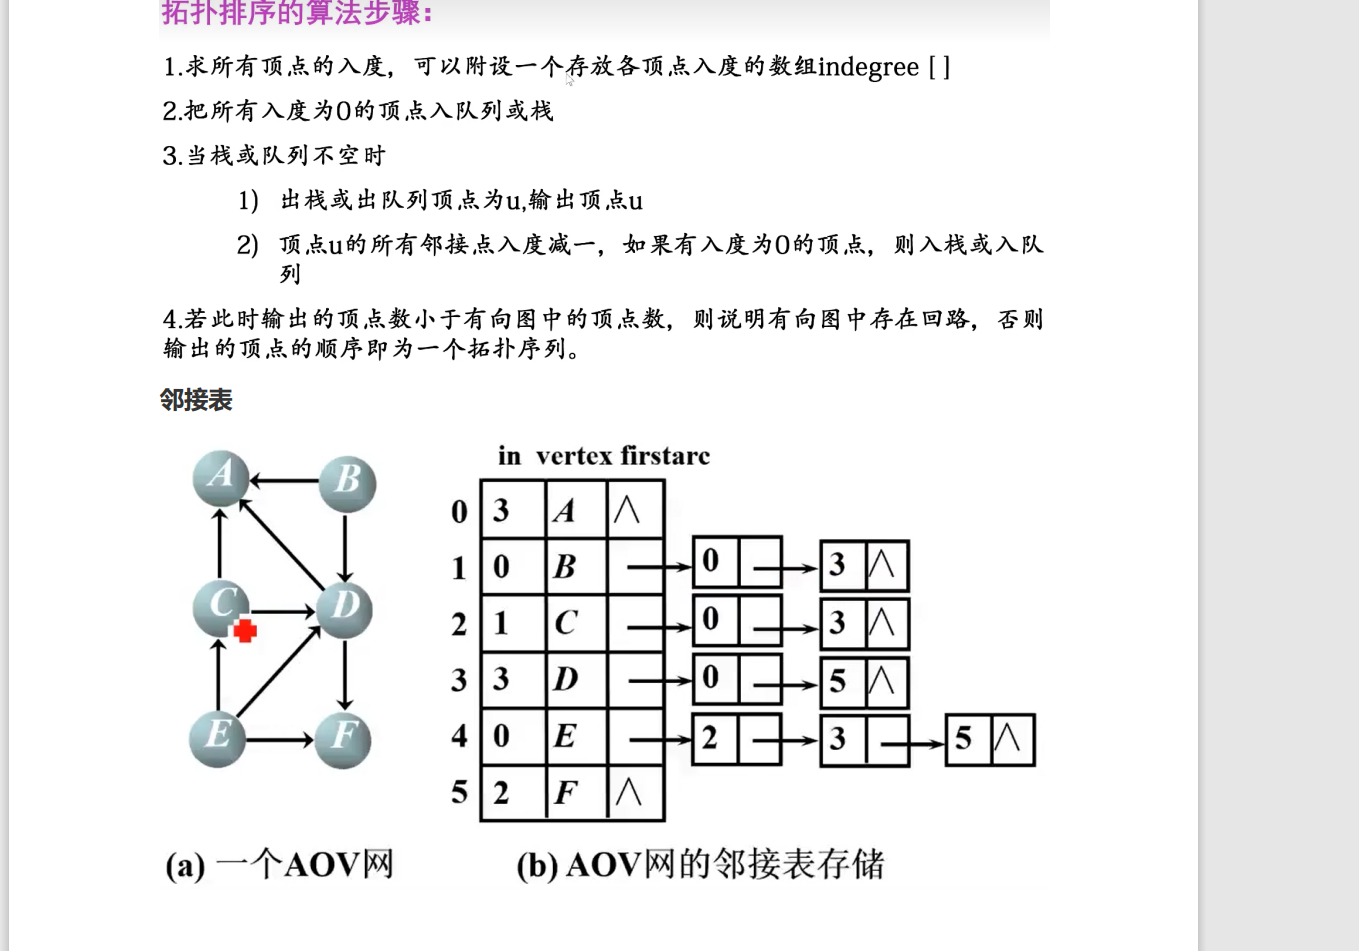 拓扑排序的算法步骤：
1.求所有顶点的入度，可以附设一个存放各顶点入度的数组indegree [ ]
2.把所有入度为0的顶点入队列或栈
3.当栈或队列不空时
1) 出栈或出队列顶点为u,输出顶点u
2) 顶点u的所有邻接点入度减一，如果有入度为0的顶点，则入栈或入队
列
4.若此时输出的顶点数小于有向图中的顶点数，则说明有向图中存在回路，否则
输出的顶点的顺序即为一个拓扑序列。
邻接表
A B
C D
E F
in vertex firstarc
0 3 A ∧
1 0 B 0 3 ∧
2 1 C 0 3 ∧
3 3 D 0 5 ∧
4 0 E 2 3 5 ∧
5 2 F ∧
(a) 一个AOV网
(b) AOV网的邻接表存储